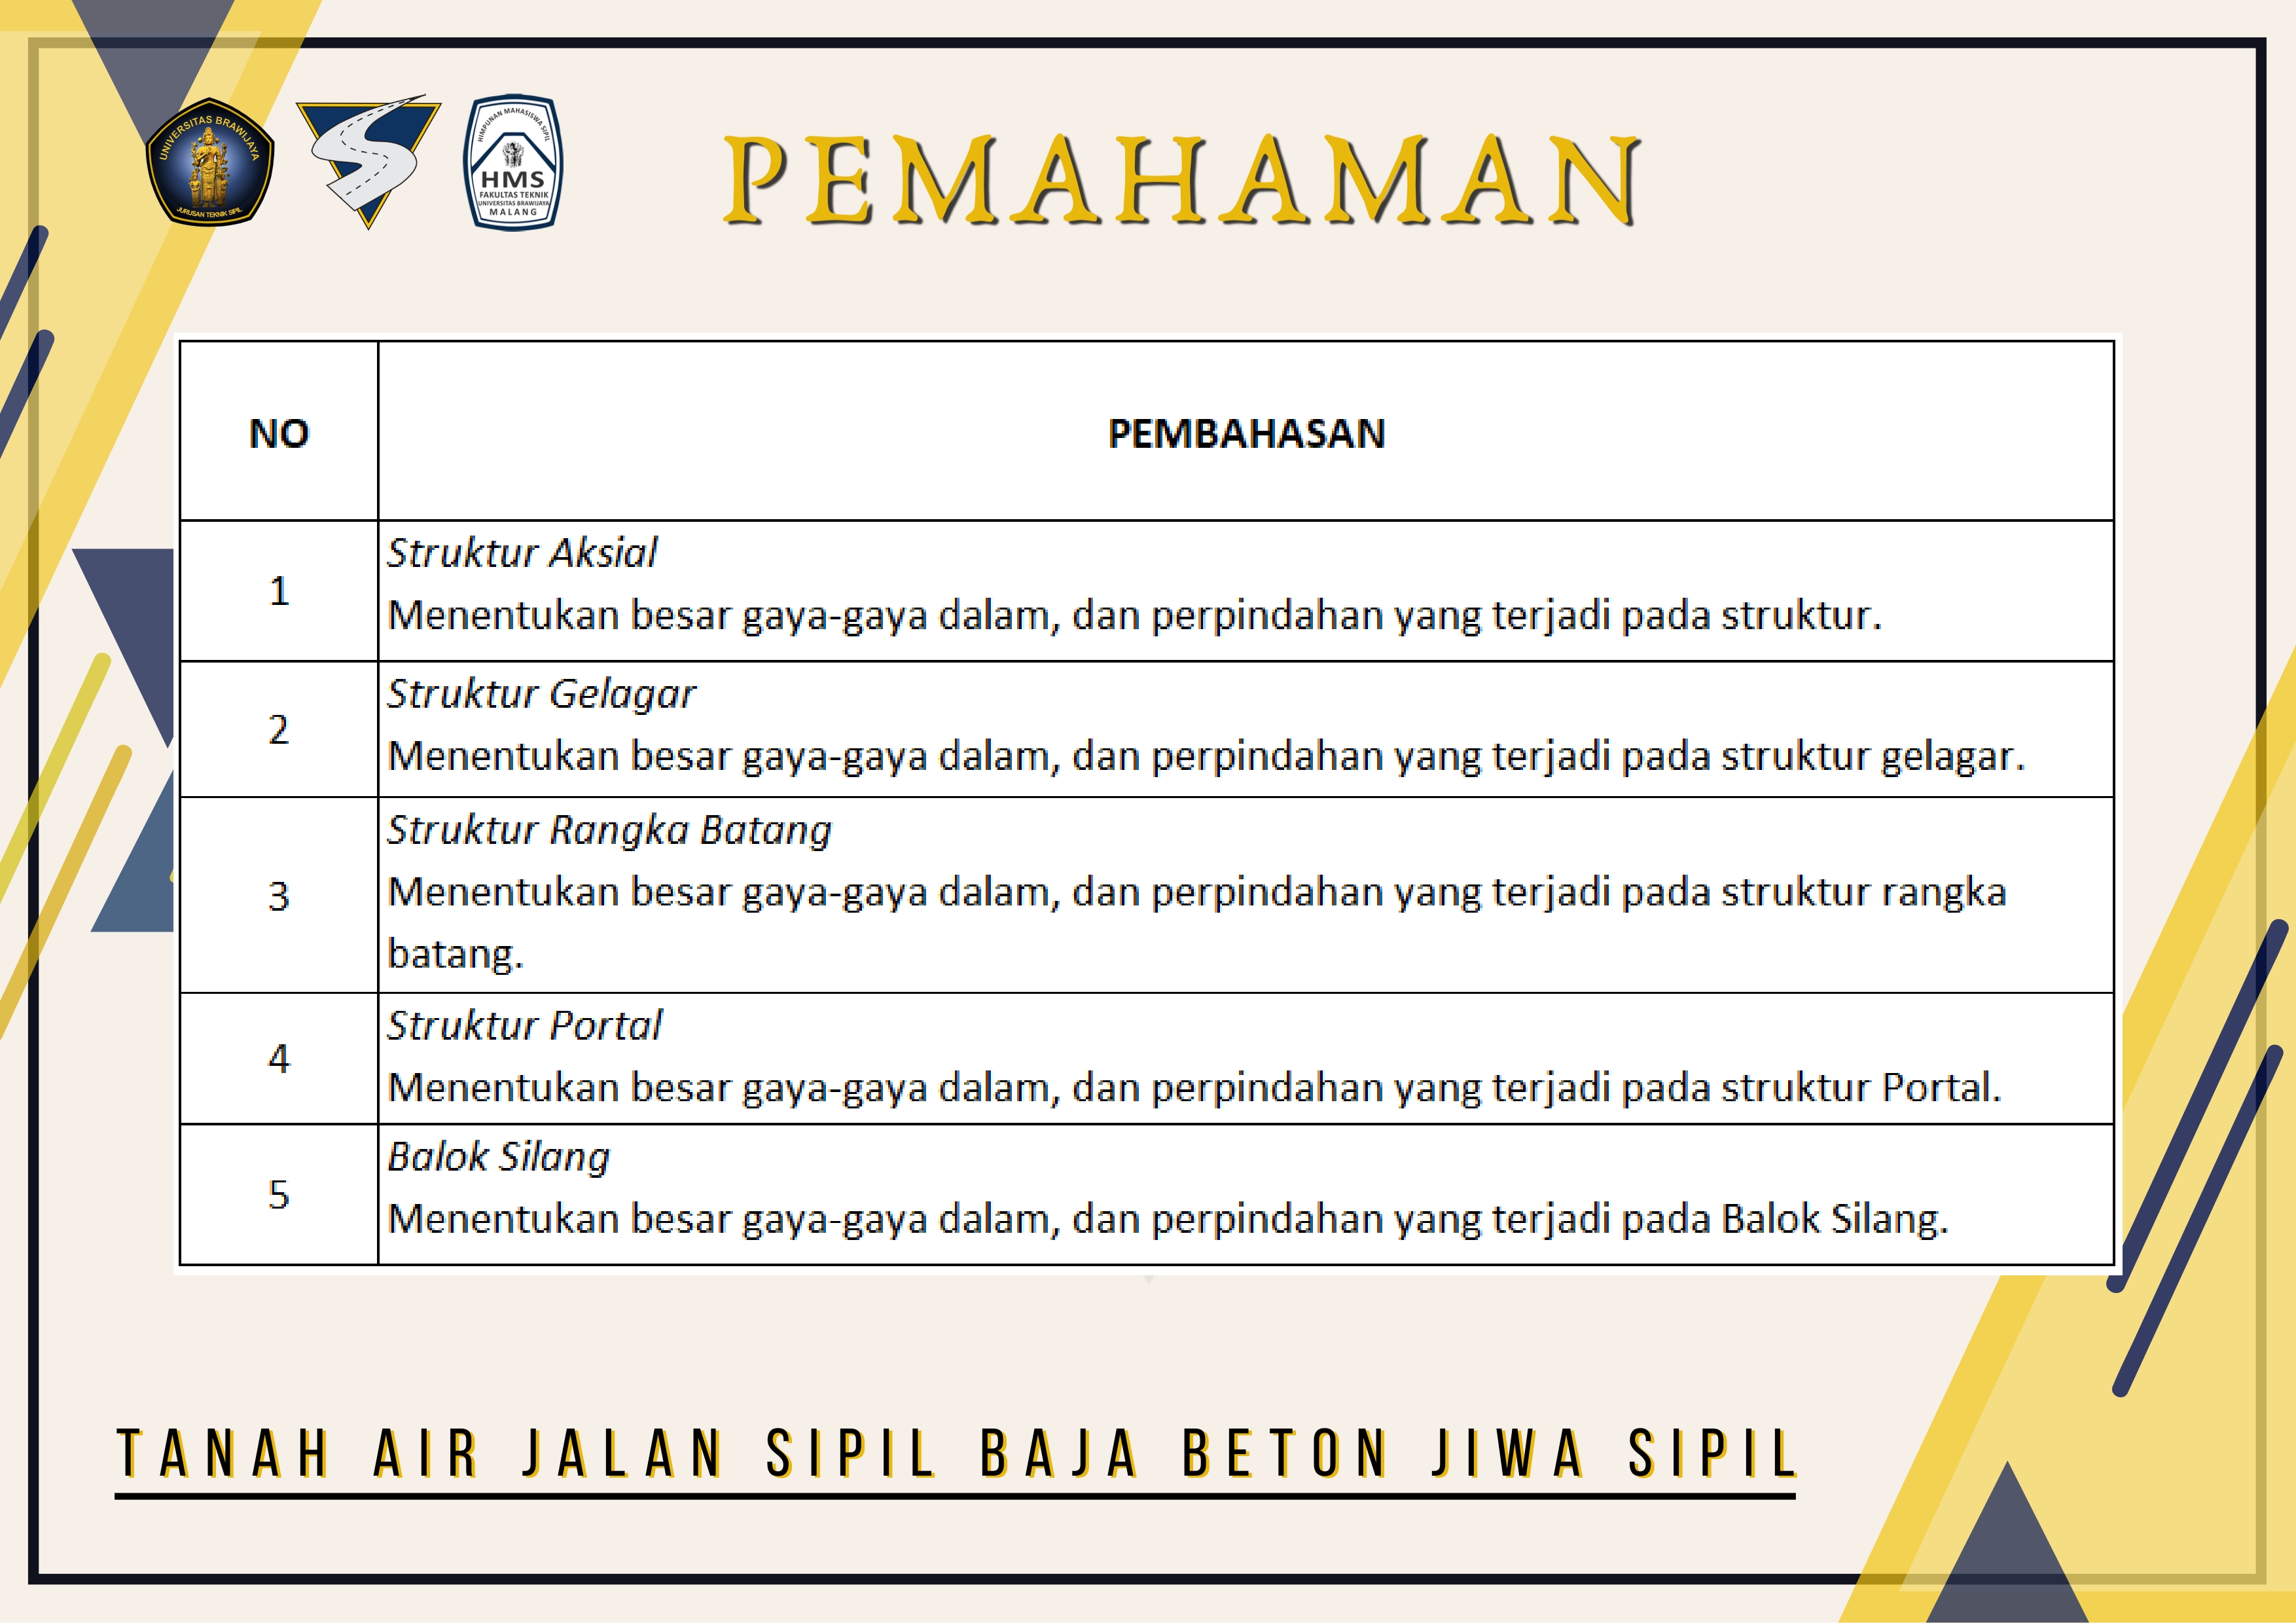 UNIVERSITAS BRAWIJAYA
JURUSAN TEKNIK SIPIL
HIMPUNAN MAHASISWA SIPIL
HMS
FAKULTAS TEKNIK
UNIVERSITAS BRAWIJAYA
MALANG
PEMAHAMAN
NO
PEMBAHASAN
1
Struktur Aksial
Menentukan besar gaya-gaya dalam, dan perpindahan yang terjadi pada struktur.
2
Struktur Gelagar
Menentukan besar gaya-gaya dalam, dan perpindahan yang terjadi pada struktur gelagar.
3
Struktur Rangka Batang
Menentukan besar gaya-gaya dalam, dan perpindahan yang terjadi pada struktur rangka
batang.
4
Struktur Portal
Menentukan besar gaya-gaya dalam, dan perpindahan yang terjadi pada struktur Portal.
5
Balok Silang
Menentukan besar gaya-gaya dalam, dan perpindahan yang terjadi pada Balok Silang.
TANAH AIR JALAN SIPIL BAJA BETON JIWA SIPIL